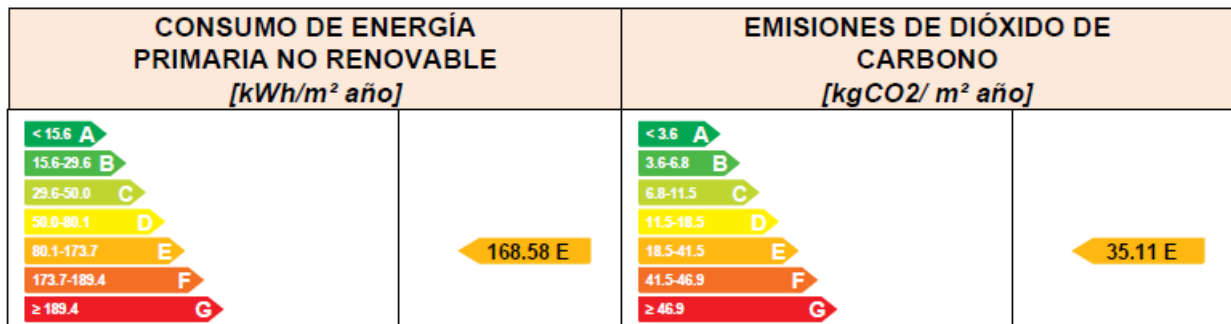 CONSUMO DE ENERGÍA
PRIMARIA NO RENOVABLE
[kWh/m² año]
EMISIONES DE DIÓXIDO DE
CARBONO
[kgCO2/ m² año]
< 15.6 A
15.6-29.6 B
29.6-50.0 C
50.0-80.1 D
80.1-173.7 E
173.7-189.4 F
≥ 189.4 G
168.58 E
< 3.6 A
3.6-6.8 B
6.8-11.5 C
11.5-18.5 D
18.5-41.5 E
41.5-46.9 F
≥ 46.9 G
35.11 E